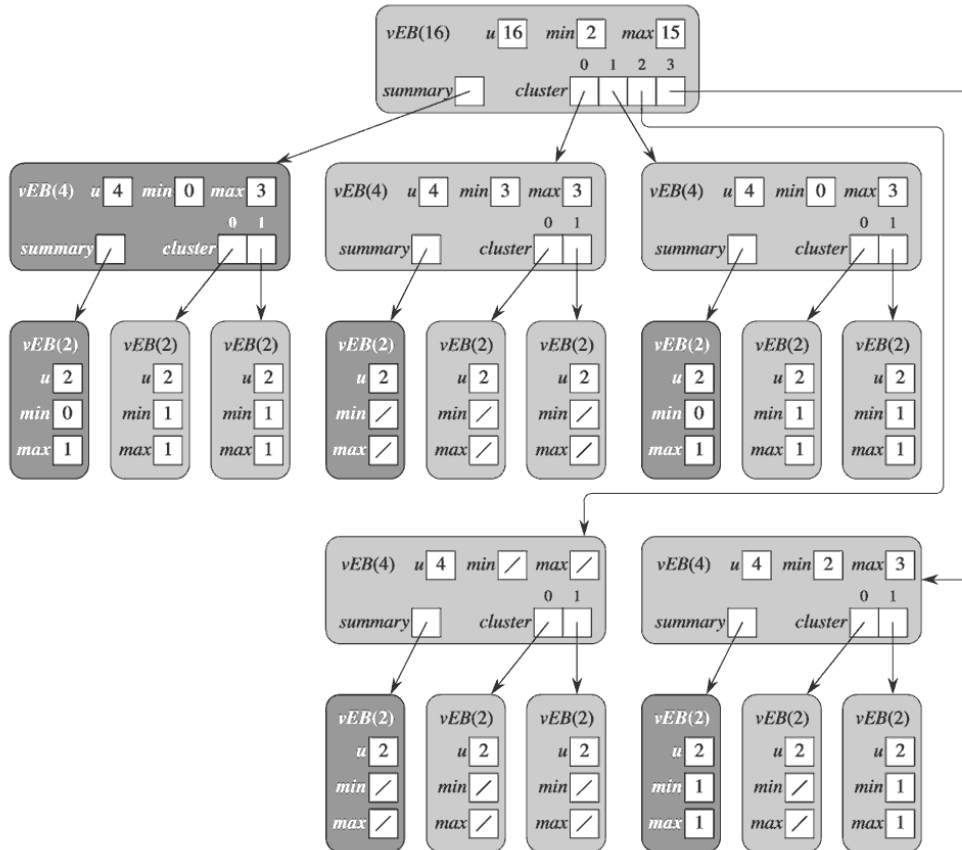 vEB(16) u 16 min 2 max 15
0 1 2 3
summary cluster
vEB(4) u 4 min 0 max 3
0 1
summary cluster
vEB(4) u 4 min 3 max 3
0 1
summary cluster
vEB(4) u 4 min 0 max 3
0 1
summary cluster
vEB(2)
u 2
min 0
max 1
vEB(2)
u 2
min 1
max 1
vEB(2)
u 2
min 1
max 1
vEB(2)
u 2
min /
max /
vEB(2)
u 2
min /
max /
vEB(2)
u 2
min /
max /
vEB(2)
u 2
min 0
max 1
vEB(2)
u 2
min 1
max 1
vEB(2)
u 2
min 1
max 1
vEB(4) u 4 min / max /
0 1
summary cluster
vEB(4) u 4 min 2 max 3
0 1
summary cluster
vEB(2)
u 2
min /
max /
vEB(2)
u 2
min /
max /
vEB(2)
u 2
min /
max /
vEB(2)
u 2
min 1
max 1
vEB(2)
u 2
min /
max /
vEB(2)
u 2
min 1
max 1